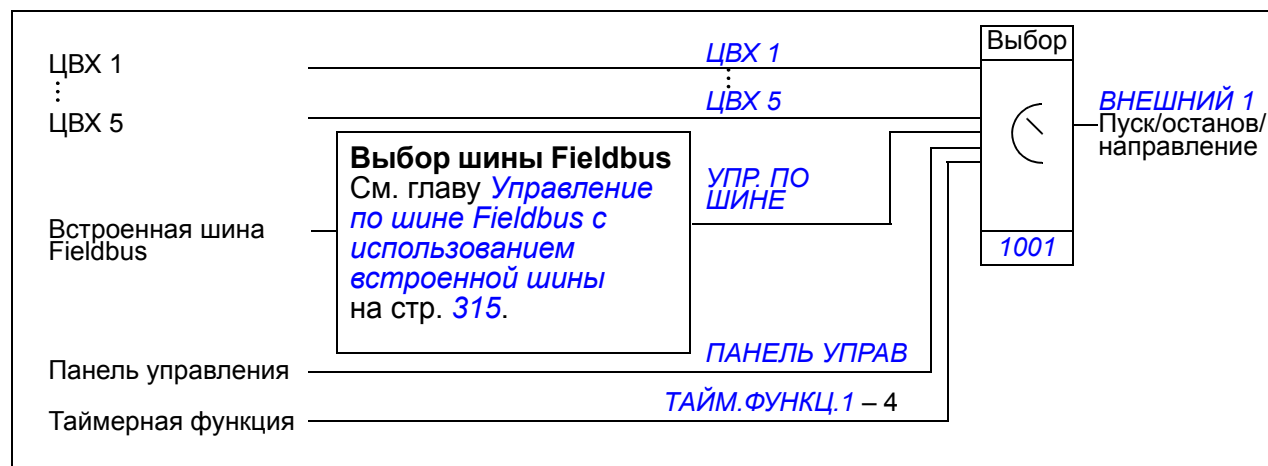 ЦВХ 1
ЦВХ 5
Встроенная шина
Fieldbus
Панель управления
Таймерная функция
Выбор шины Fieldbus
См. главу Управление
по шине Fieldbus с
использованием
встроенной шины
на стр. 315.
ЦВХ 1
ЦВХ 5
УПР. ПО
ШИНЕ
ПАНЕЛЬ УПРАВ
ТАЙМ.ФУНКЦ.1 – 4
Выбор
1001
ВНЕШНИЙ 1
Пуск/останов/
направление